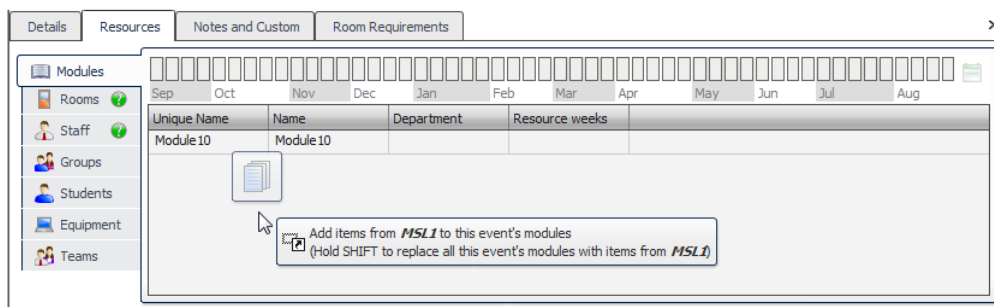 Details Resources Notes and Custom Room Requirements
Modules
Rooms
Staff
Groups
Students
Equipment
Teams
Sep Oct Nov Dec Jan Feb Mar Apr May Jun Jul Aug
Unique Name Name Department Resource weeks
Module10 Module10
Add items from MSL1 to this event's modules
(Hold SHIFT to replace all this event's modules with items from MSL1)